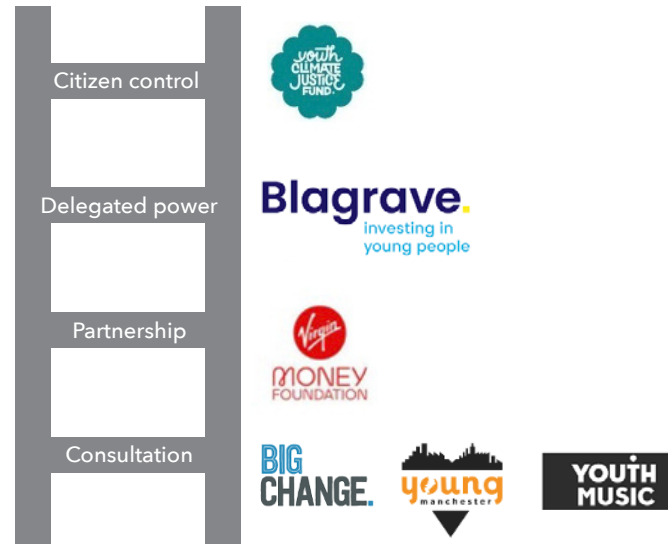 Citizen control
youth
CLIMATE
JUSTICE
FUND.
Delegated power
Blagrave.
investing in
young people
Partnership
Virgin
MONEY
FOUNDATION
Consultation
BIG
CHANGE.
young
manchester
YOUTH
MUSIC